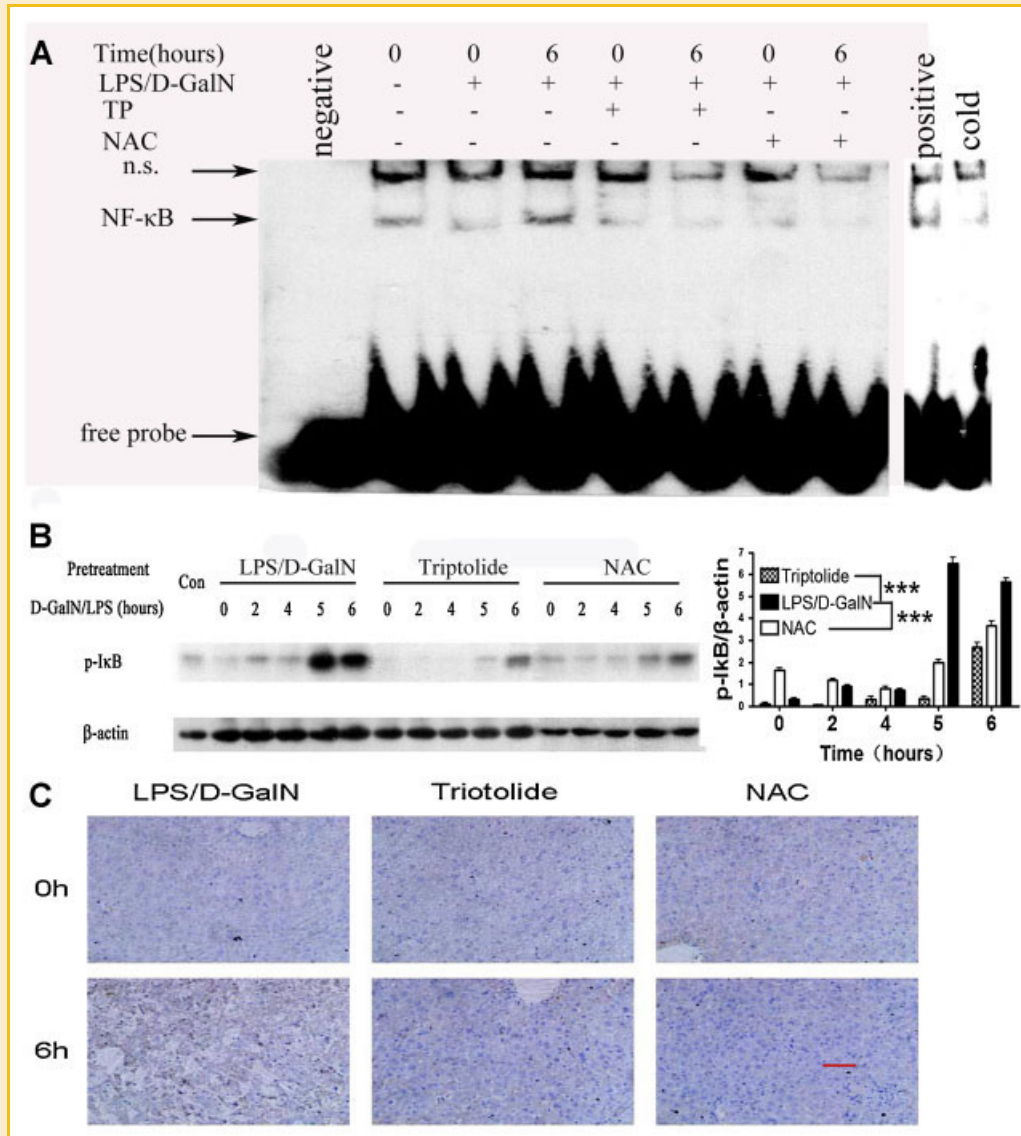 A
Time(hours) 0 0 6 0 6 0 6
LPS/D-GalN - + + + + + +
TP - - - + + - -
NAC - - - - - + +
negative
positive
cold
n.s.
NF-κB
free probe
B
Pretreatment Con LPS/D-GalN Triptolide NAC
D-GalN/LPS (hours) 0 2 4 5 6 0 2 4 5 6 0 2 4 5 6
p-IκB
β-actin
p-IkB/β-actin
7
6
5
4
3
2
1
0
Triptolide
LPS/D-GalN
NAC
***
***
0 2 4 5 6
Time (hours)
C
LPS/D-GalN Triotolide NAC
0h
6h